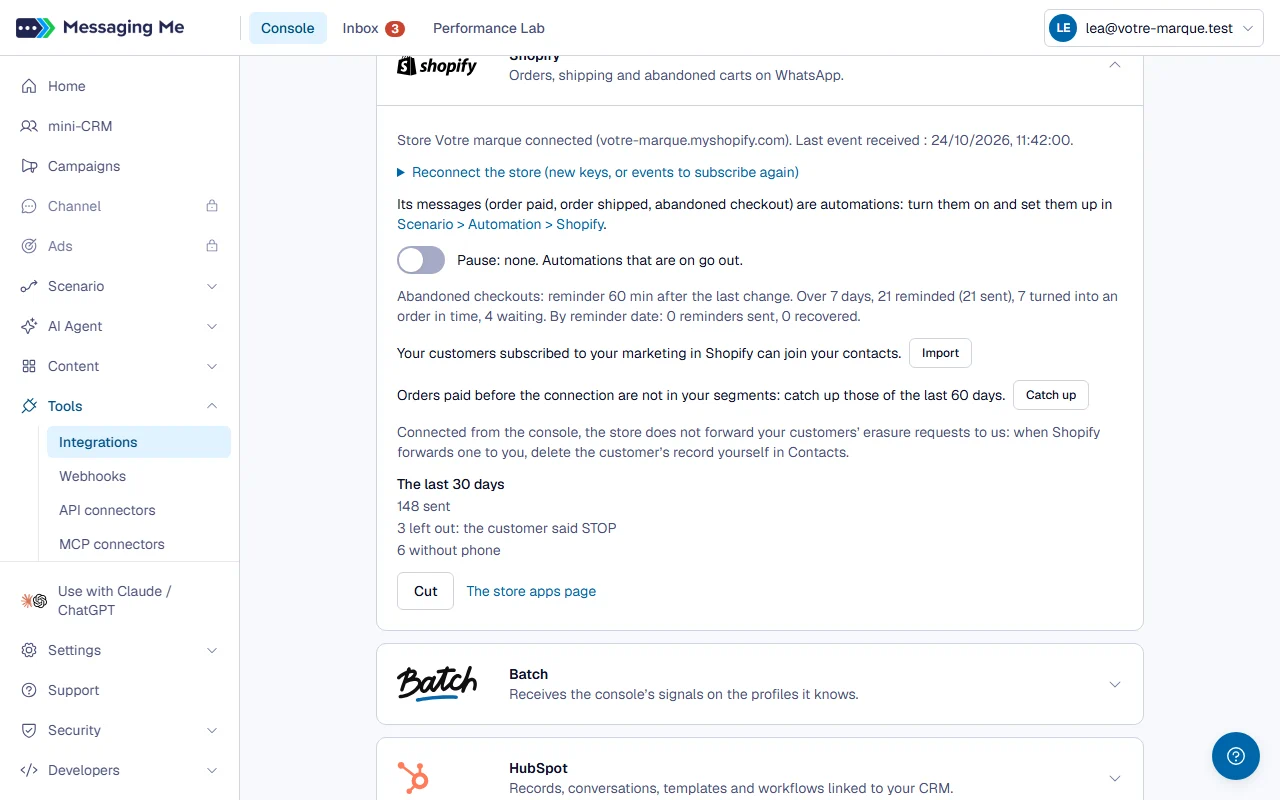 Messaging Me
Console
Inbox 3
Performance Lab
LE lea@votre-marque.test
Home
mini-CRM
Campaigns
Channel
Ads
Scenario
AI Agent
Content
Tools
Integrations
Webhooks
API connectors
MCP connectors
Use with Claude /
ChatGPT
Settings
Support
Security
Developers
shopify
Shopify
Orders, shipping and abandoned carts on WhatsApp.
Store Votre marque connected (votre-marque.myshopify.com). Last event received : 24/10/2026, 11:42:00.
Reconnect the store (new keys, or events to subscribe again)
Its messages (order paid, order shipped, abandoned checkout) are automations: turn them on and set them up in
Scenario > Automation > Shopify.
Pause: none. Automations that are on go out.
Abandoned checkouts: reminder 60 min after the last change. Over 7 days, 21 reminded (21 sent), 7 turned into an
order in time, 4 waiting. By reminder date: 0 reminders sent, 0 recovered.
Your customers subscribed to your marketing in Shopify can join your contacts. Import
Orders paid before the connection are not in your segments: catch up those of the last 60 days. Catch up
Connected from the console, the store does not forward your customers' erasure requests to us: when Shopify
forwards one to you, delete the customer's record yourself in Contacts.
The last 30 days
148 sent
3 left out: the customer said STOP
6 without phone
Cut The store apps page
Batch
Batch
Receives the console's signals on the profiles it knows.
HubSpot
Records, conversations, templates and workflows linked to your CRM.